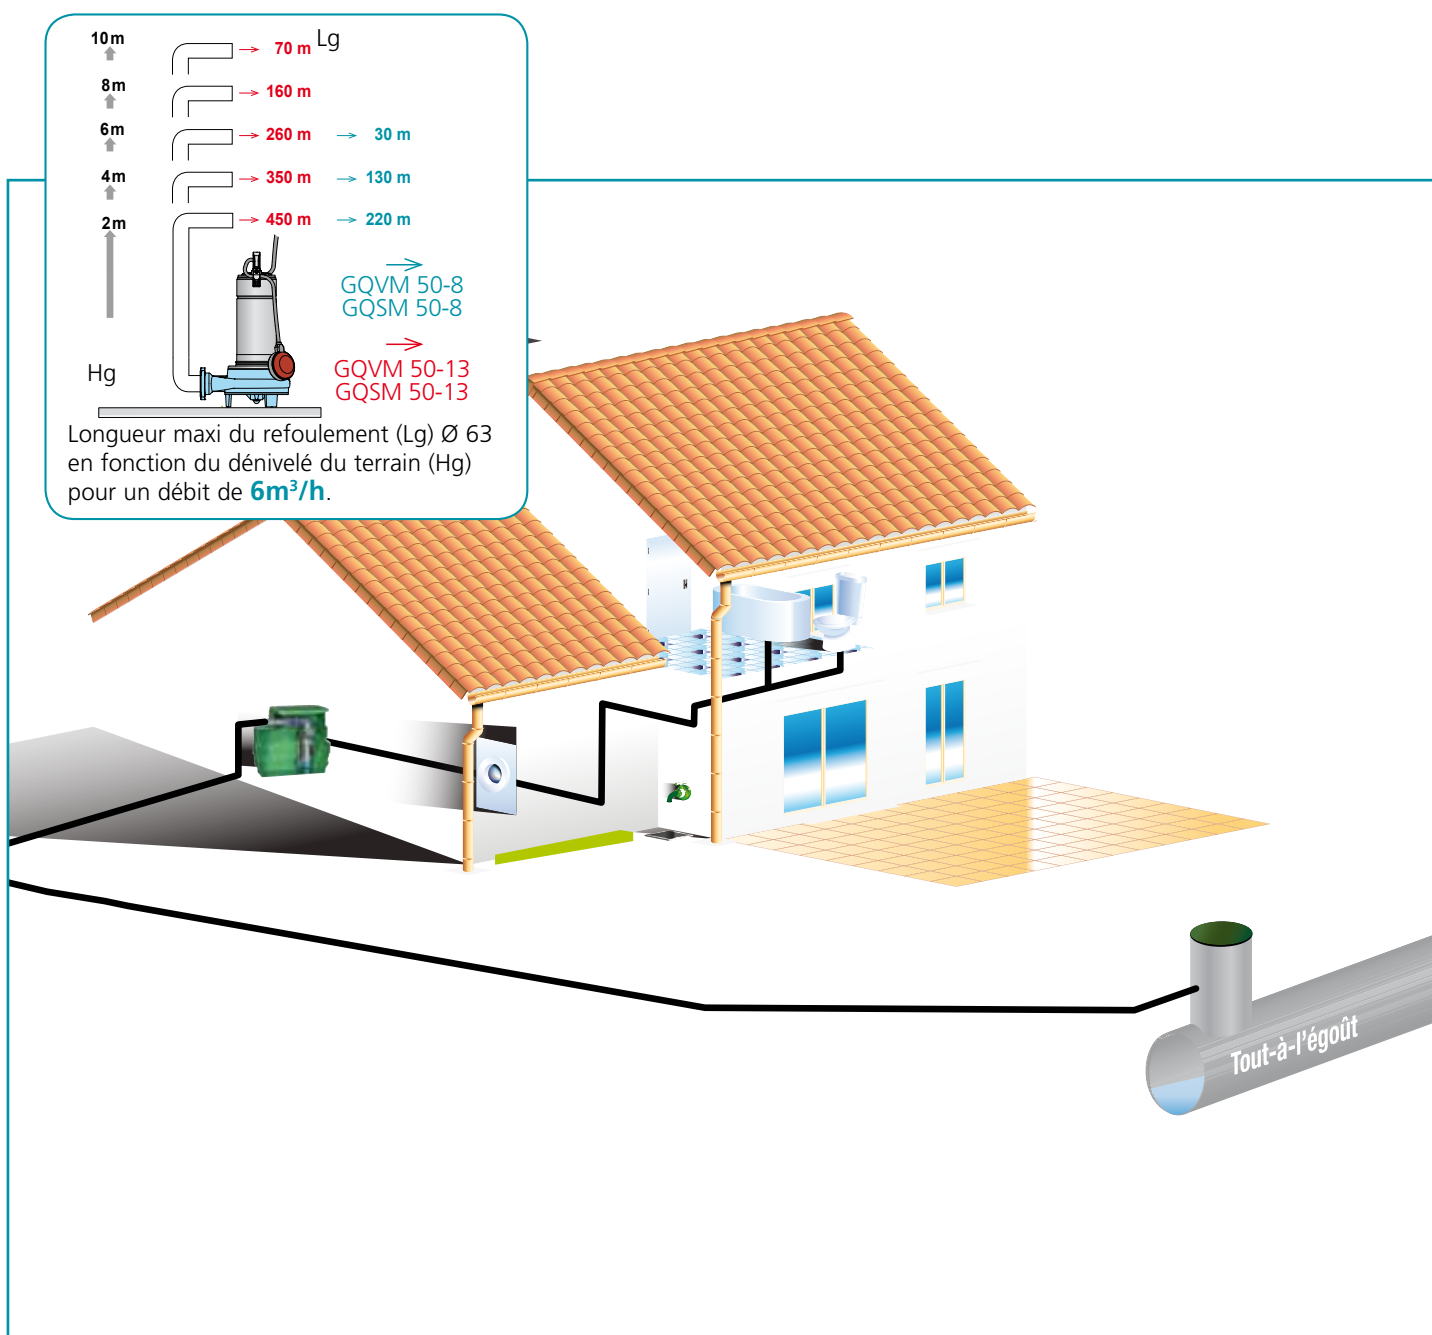 10m 70 m Lg
8m 160 m
6m 260 m 30 m
4m 350 m 130 m
2m 450 m 220 m
GQVM 50-8
GQSM 50-8
GQVM 50-13
GQSM 50-13
Hg
Longueur maxi du refoulement (Lg) Ø 63
en fonction du dénivelé du terrain (Hg)
pour un débit de 6m³/h.
Tout-à-l'égoût